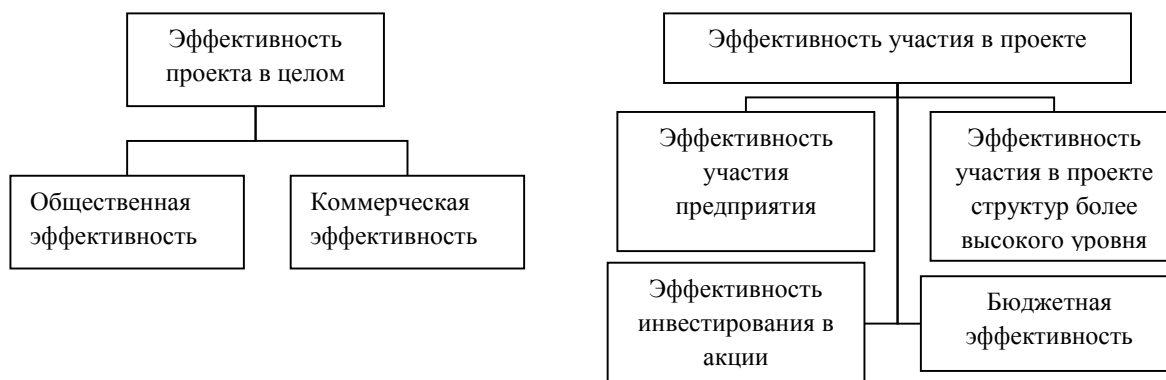 Эффективность
проекта в целом
Общественная
эффективность
Коммерческая
эффективность
Эффективность участия в проекте
Эффективность
участия
предприятия
Эффективность
участия в проекте
структур более
высокого уровня
Эффективность
инвестирования в
акции
Бюджетная
эффективность